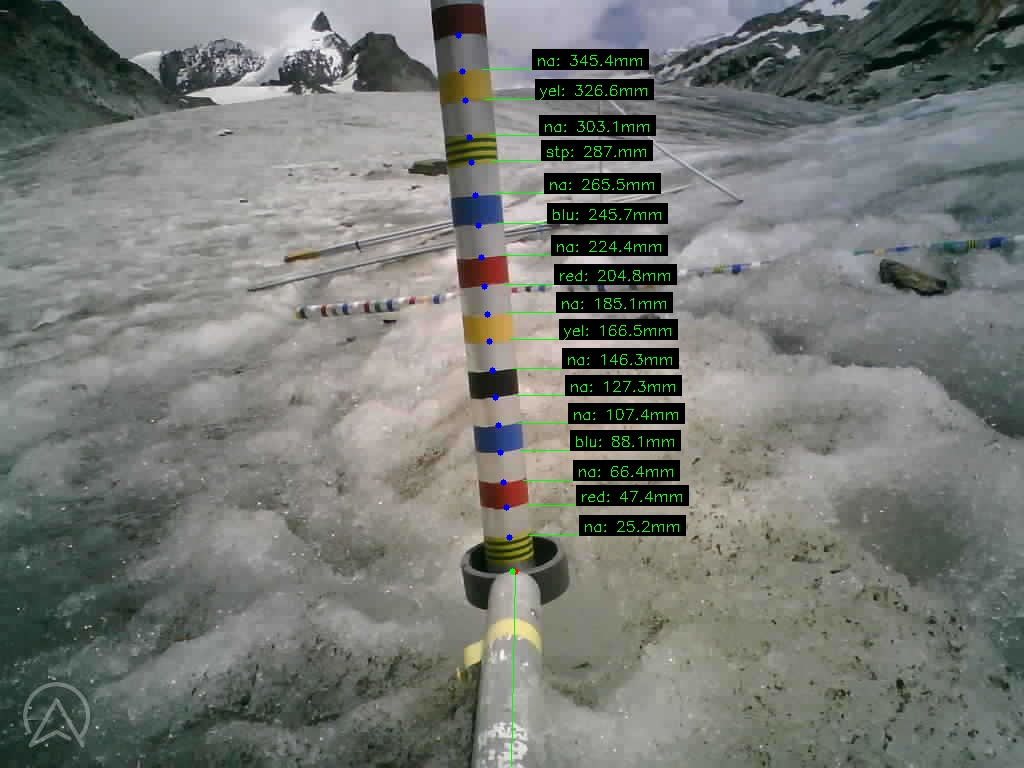 na: 345.4mm
yel: 326.6mm
na: 303.1mm
stp: 287.mm
na: 265.5mm
blu: 245.7mm
na: 224.4mm
red: 204.8mm
na: 185.1mm
yel: 166.5mm
na: 146.3mm
na: 127.3mm
na: 107.4mm
blu: 88.1mm
na: 66.4mm
red: 47.4mm
na: 25.2mm